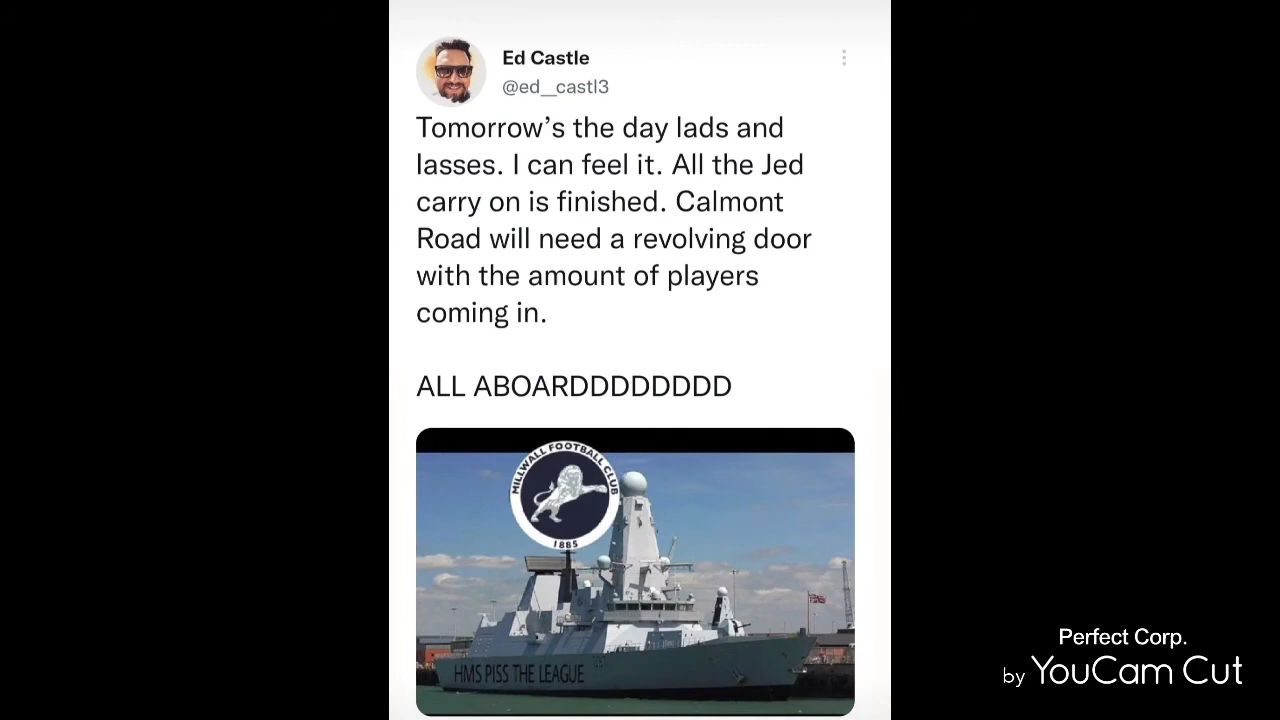 Ed Castle
@ed__castl3
Tomorrow's the day lads and
lasses. I can feel it. All the Jed
carry on is finished. Calmont
Road will need a revolving door
with the amount of players
coming in.
ALL ABOARDDDDDDDD
MILLWALL FOOTBALL CLUB
1885
HMS PISS THE LEAGUE
Perfect Corp.
by YouCam Cut